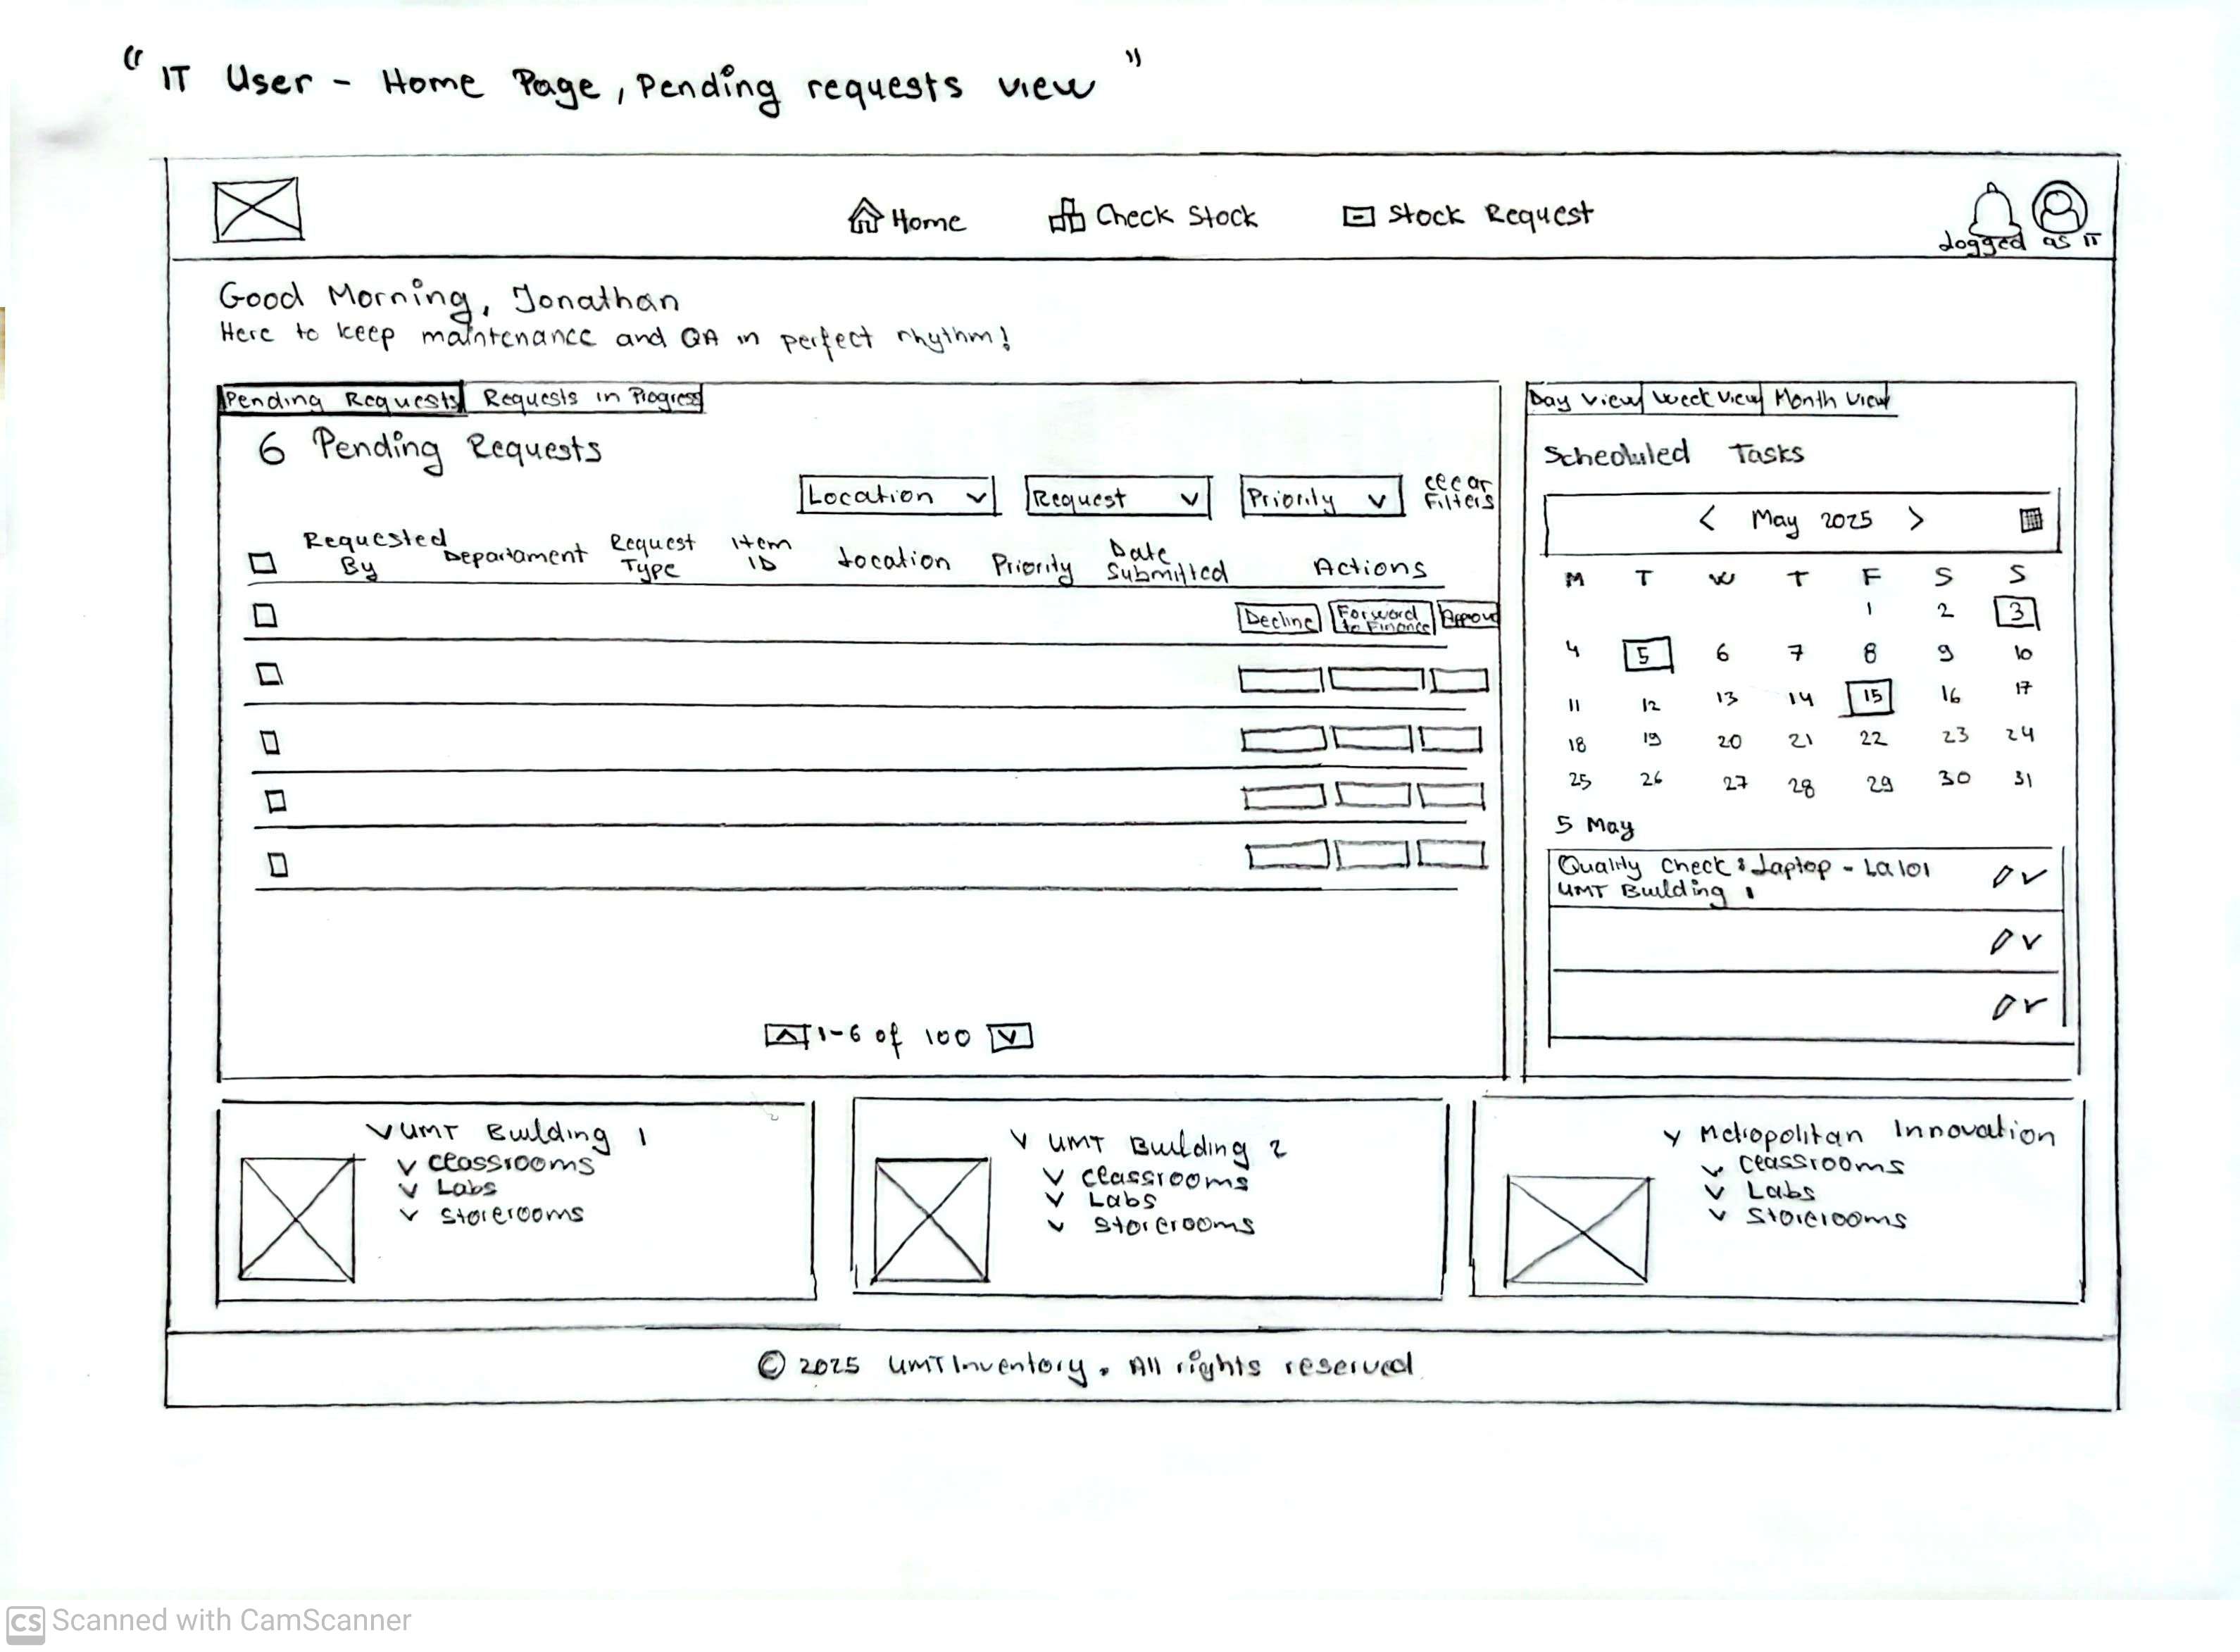 " IT User - Home Page, Pending requests view "
Home
Check Stock
Stock Request
Logged as IT
Good Morning, Jonathan
Here to keep maintenance and QA in perfect rhythm!
Pending Requests
Requests in Progress
6 Pending Requests
Location
Request
Priority
Clear
Filters
Requested
By
Departament
Request
Type
Item
ID
Location
Priority
Date
Submitted
Actions
Decline
Forward
to Finance
Approve
1-6 of 100
Day View
Week View
Month View
Scheduled Tasks
< May 2025 >
M T W T F S S
1 2 3
4 5 6 7 8 9 10
11 12 13 14 15 16 17
18 19 20 21 22 23 24
25 26 27 28 29 30 31
5 May
Quality Check: Laptop - La101
UMT Building 1
UMT Building 1
Classrooms
Labs
Storerooms
UMT Building 2
Classrooms
Labs
Storerooms
Metropolitan Innovation
Classrooms
Labs
Storerooms
© 2025 UMTInventory. All rights reserved
CS Scanned with CamScanner